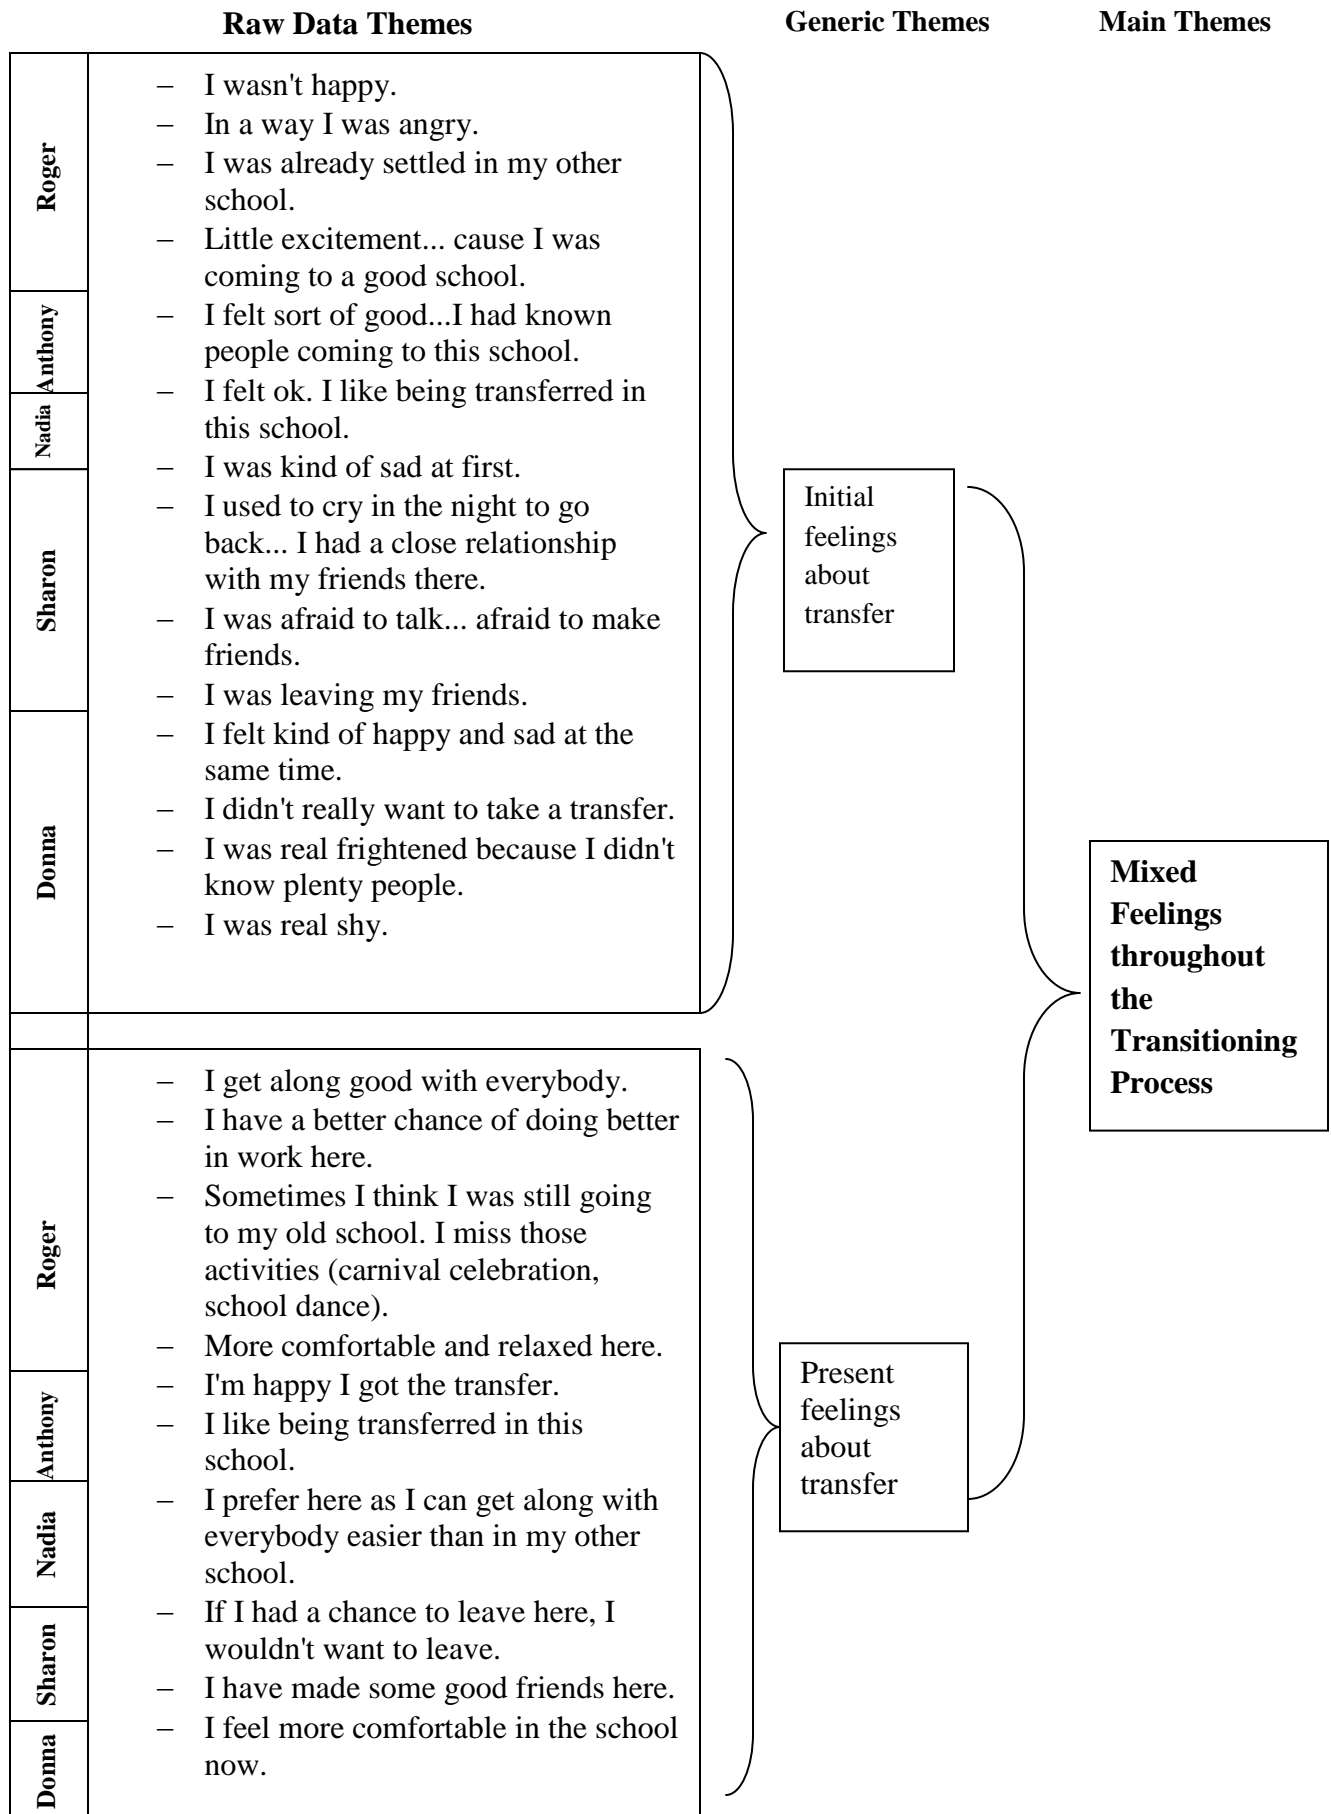 Raw Data Themes
Generic Themes
Main Themes
Roger
– I wasn't happy.
– In a way I was angry.
– I was already settled in my other
school.
– Little excitement... cause I was
coming to a good school.
Anthony
– I felt sort of good...I had known
people coming to this school.
Nadia
– I felt ok. I like being transferred in
this school.
Sharon
– I was kind of sad at first.
– I used to cry in the night to go
back... I had a close relationship
with my friends there.
– I was afraid to talk... afraid to make
friends.
– I was leaving my friends.
Donna
– I felt kind of happy and sad at the
same time.
– I didn't really want to take a transfer.
– I was real frightened because I didn't
know plenty people.
– I was real shy.
Initial
feelings
about
transfer
Roger
– I get along good with everybody.
– I have a better chance of doing better
in work here.
– Sometimes I think I was still going
to my old school. I miss those
activities (carnival celebration,
school dance).
– More comfortable and relaxed here.
Anthony
– I'm happy I got the transfer.
– I like being transferred in this
school.
Nadia
– I prefer here as I can get along with
everybody easier than in my other
school.
Sharon
– If I had a chance to leave here, I
wouldn't want to leave.
– I have made some good friends here.
Donna
– I feel more comfortable in the school
now.
Present
feelings
about
transfer
Mixed
Feelings
throughout
the
Transitioning
Process